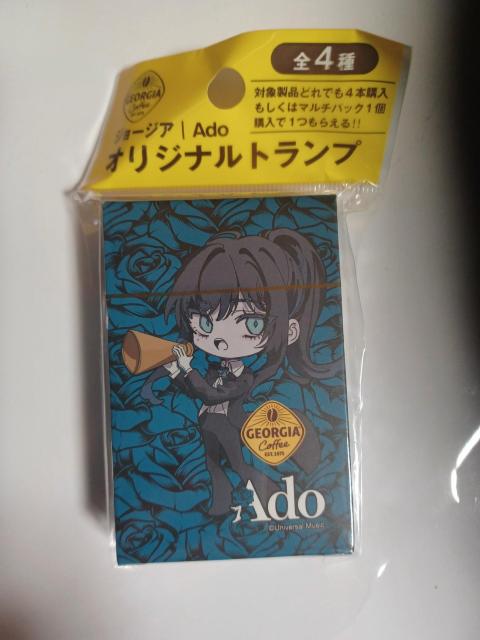 全4種
GEORGIA
Coffee
対象製品どれでも4本購入
もしくはマルチパック1個
購入で1つもらえる!!
ジョージア | Ado
オリジナルトランプ
GEORGIA
Coffee
EST. 1975
Ado
©Universal Music